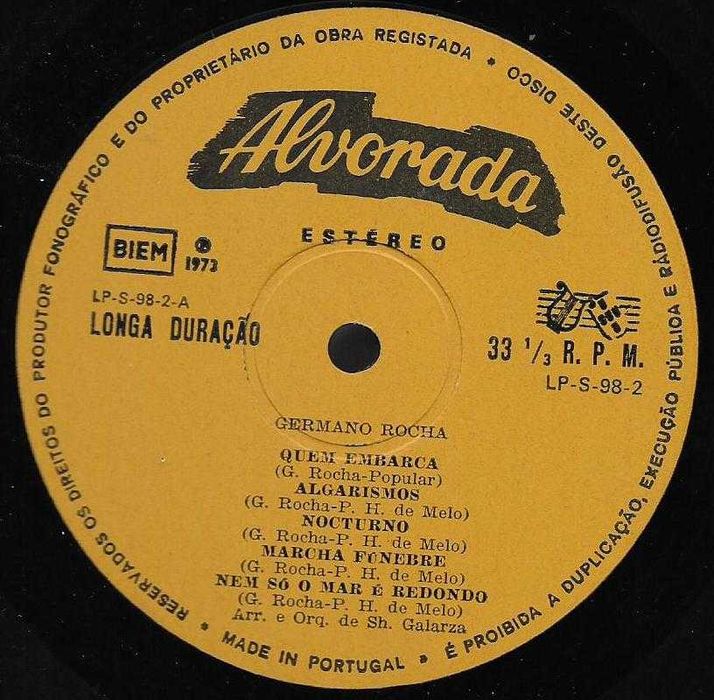 RESERVADOS OS DIREITOS DO PRODUTOR FONOGRÁFICO E DO PROPRIETÁRIO DA OBRA REGISTADA * É PROIBIDA A DUPLICAÇÃO, EXECUÇÃO PÚBLICA E RÁDIODIFUSÃO DESTE DISCO
Alvorada
ESTÉREO
BIEM
℗
1973
LP-S-98-2-A
LONGA DURAÇÃO
33 1/3 R. P. M.
LP-S-98-2
GERMANO ROCHA
QUEM EMBARCA
(G. Rocha-Popular)
ALGARISMOS
(G. Rocha-P. H. de Melo)
NOCTURNO
(G. Rocha-P. H. de Melo)
MARCHA FÚNEBRE
(G. Rocha-P. H. de Melo)
NEM SÓ O MAR É REDONDO
(G. Rocha-P. H. de Melo)
Arr. e Orq. de Sh. Galarza
* MADE IN PORTUGAL *